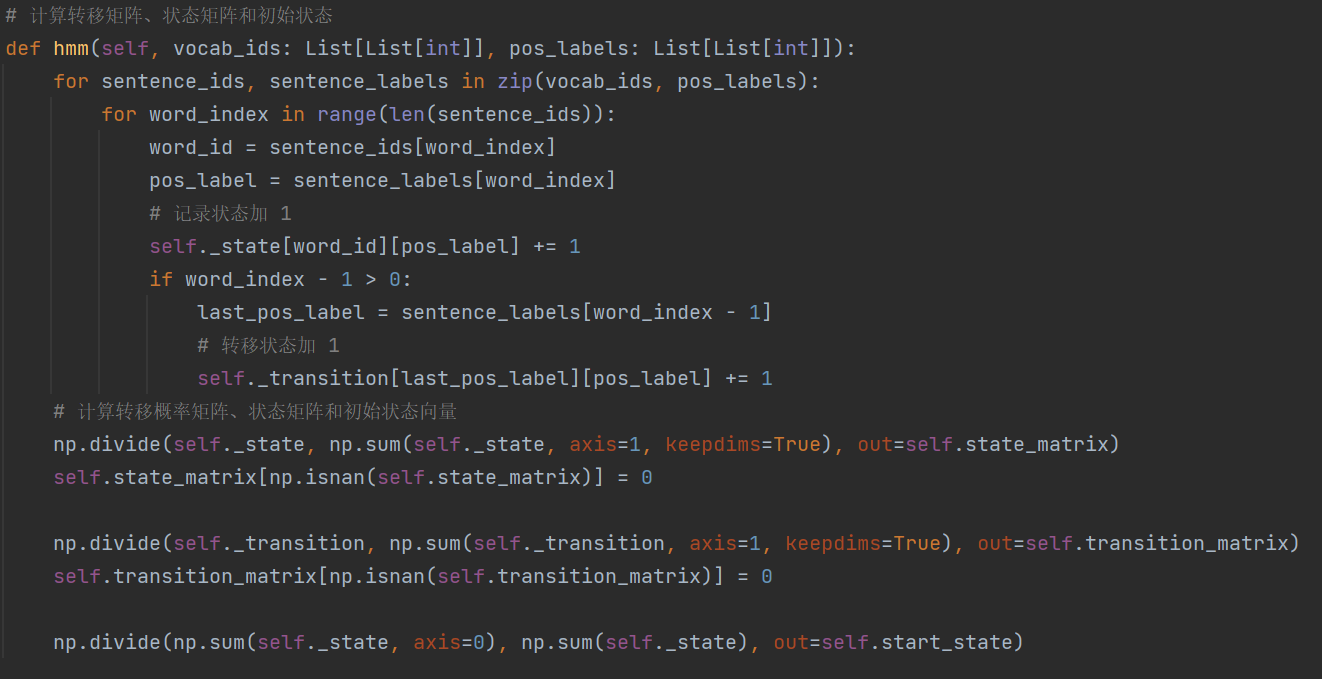 # 计算转移矩阵、状态矩阵和初始状态
def hmm(self, vocab_ids: List[List[int]], pos_labels: List[List[int]]):
    for sentence_ids, sentence_labels in zip(vocab_ids, pos_labels):
        for word_index in range(len(sentence_ids)):
            word_id = sentence_ids[word_index]
            pos_label = sentence_labels[word_index]
            # 记录状态加 1
            self._state[word_id][pos_label] += 1
            if word_index - 1 > 0:
                last_pos_label = sentence_labels[word_index - 1]
                # 转移状态加 1
                self._transition[last_pos_label][pos_label] += 1
    # 计算转移概率矩阵、状态矩阵和初始状态向量
    np.divide(self._state, np.sum(self._state, axis=1, keepdims=True), out=self.state_matrix)
    self.state_matrix[np.isnan(self.state_matrix)] = 0

    np.divide(self._transition, np.sum(self._transition, axis=1, keepdims=True), out=self.transition_matrix)
    self.transition_matrix[np.isnan(self.transition_matrix)] = 0

    np.divide(np.sum(self._state, axis=0), np.sum(self._state), out=self.start_state)